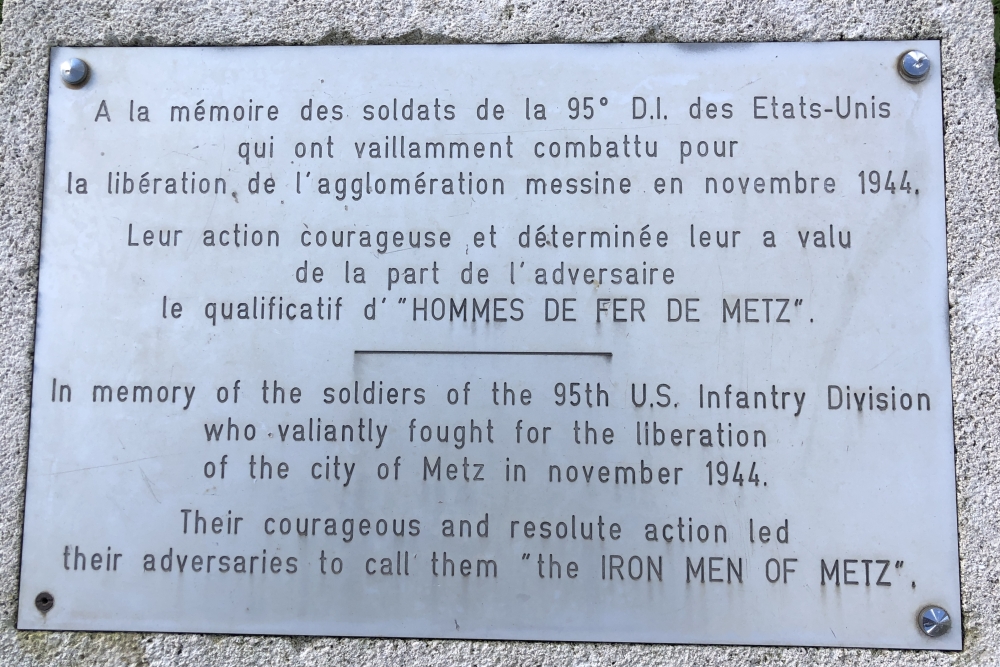 A la mémoire des soldats de la 95° D.I. des Etats-Unis
qui ont vaillamment combattu pour
la libération de l'agglomération messine en novembre 1944.
Leur action courageuse et déterminée leur a valu
de la part de l'adversaire
le qualificatif d' "HOMMES DE FER DE METZ".
In memory of the soldiers of the 95th U.S. Infantry Division
who valiantly fought for the liberation
of the city of Metz in november 1944.
Their courageous and resolute action led
their adversaries to call them "the IRON MEN OF METZ".